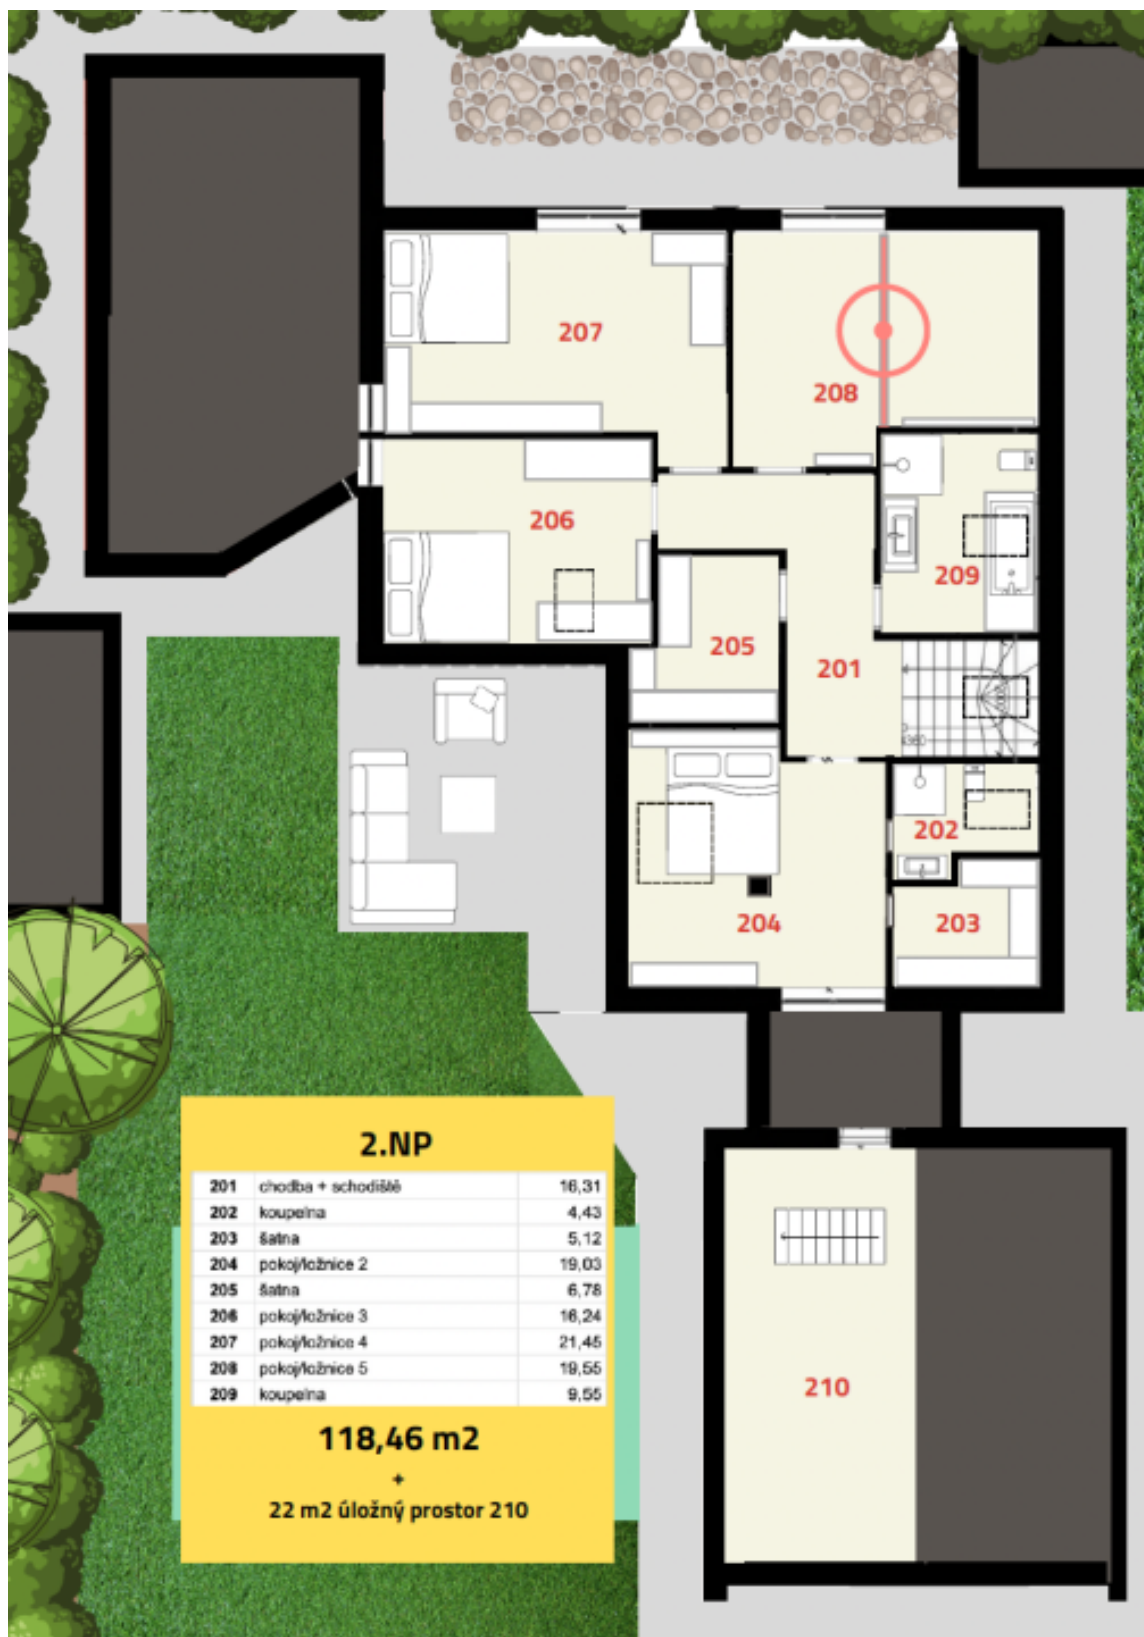 207
208
206
209
205
201
202
204
203
2.NP
201 chodba + schodiště 16,31
202 koupelna 4,43
203 šatna 5,12
204 pokoj/ložnice 2 19,03
205 šatna 6,78
206 pokoj/ložnice 3 16,24
207 pokoj/ložnice 4 21,45
208 pokoj/ložnice 5 19,55
209 koupelna 9,55
118,46 m2
+
22 m2 úložný prostor 210
210